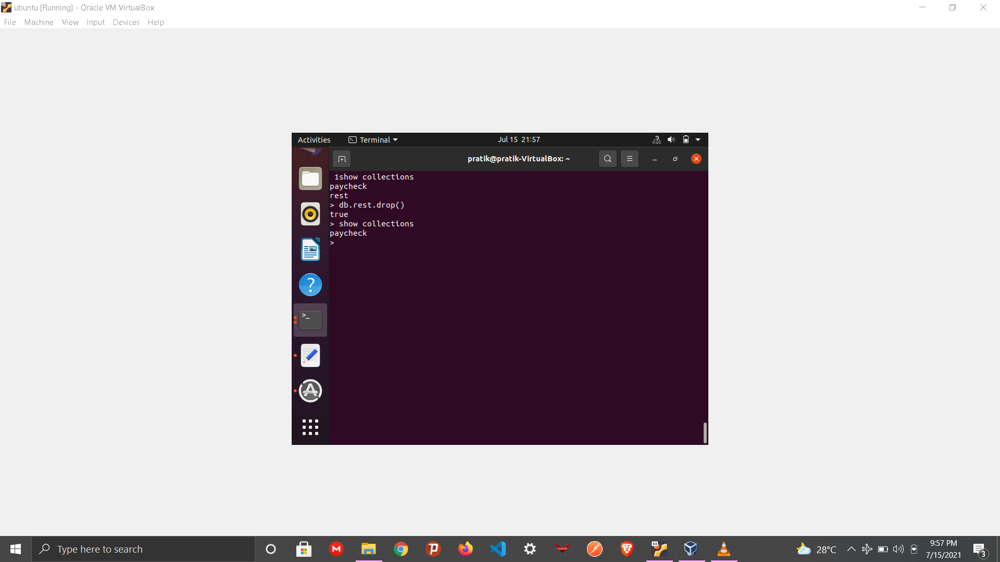 ubuntu [Running] - Oracle VM VirtualBox
File Machine View Input Devices Help
Activities Terminal Jul 15 21:57
pratik@pratik-VirtualBox: ~
1show collections
paycheck
rest
> db.rest.drop()
true
> show collections
paycheck
>
Type here to search
28°C
9:57 PM
7/15/2021
3